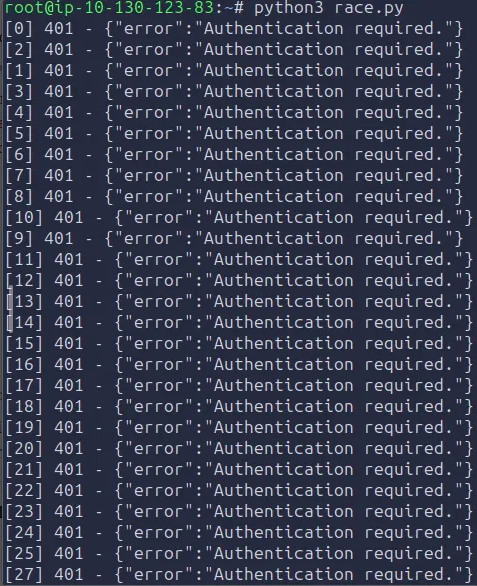 root@ip-10-130-123-83:~# python3 race.py
[0] 401 - {"error":"Authentication required."}
[2] 401 - {"error":"Authentication required."}
[1] 401 - {"error":"Authentication required."}
[3] 401 - {"error":"Authentication required."}
[4] 401 - {"error":"Authentication required."}
[5] 401 - {"error":"Authentication required."}
[6] 401 - {"error":"Authentication required."}
[7] 401 - {"error":"Authentication required."}
[8] 401 - {"error":"Authentication required."}
[10] 401 - {"error":"Authentication required."}
[9] 401 - {"error":"Authentication required."}
[11] 401 - {"error":"Authentication required."}
[12] 401 - {"error":"Authentication required."}
[13] 401 - {"error":"Authentication required."}
[14] 401 - {"error":"Authentication required."}
[15] 401 - {"error":"Authentication required."}
[16] 401 - {"error":"Authentication required."}
[17] 401 - {"error":"Authentication required."}
[18] 401 - {"error":"Authentication required."}
[19] 401 - {"error":"Authentication required."}
[20] 401 - {"error":"Authentication required."}
[21] 401 - {"error":"Authentication required."}
[22] 401 - {"error":"Authentication required."}
[23] 401 - {"error":"Authentication required."}
[24] 401 - {"error":"Authentication required."}
[25] 401 - {"error":"Authentication required."}
[27] 401 - {"error":"Authentication required."}